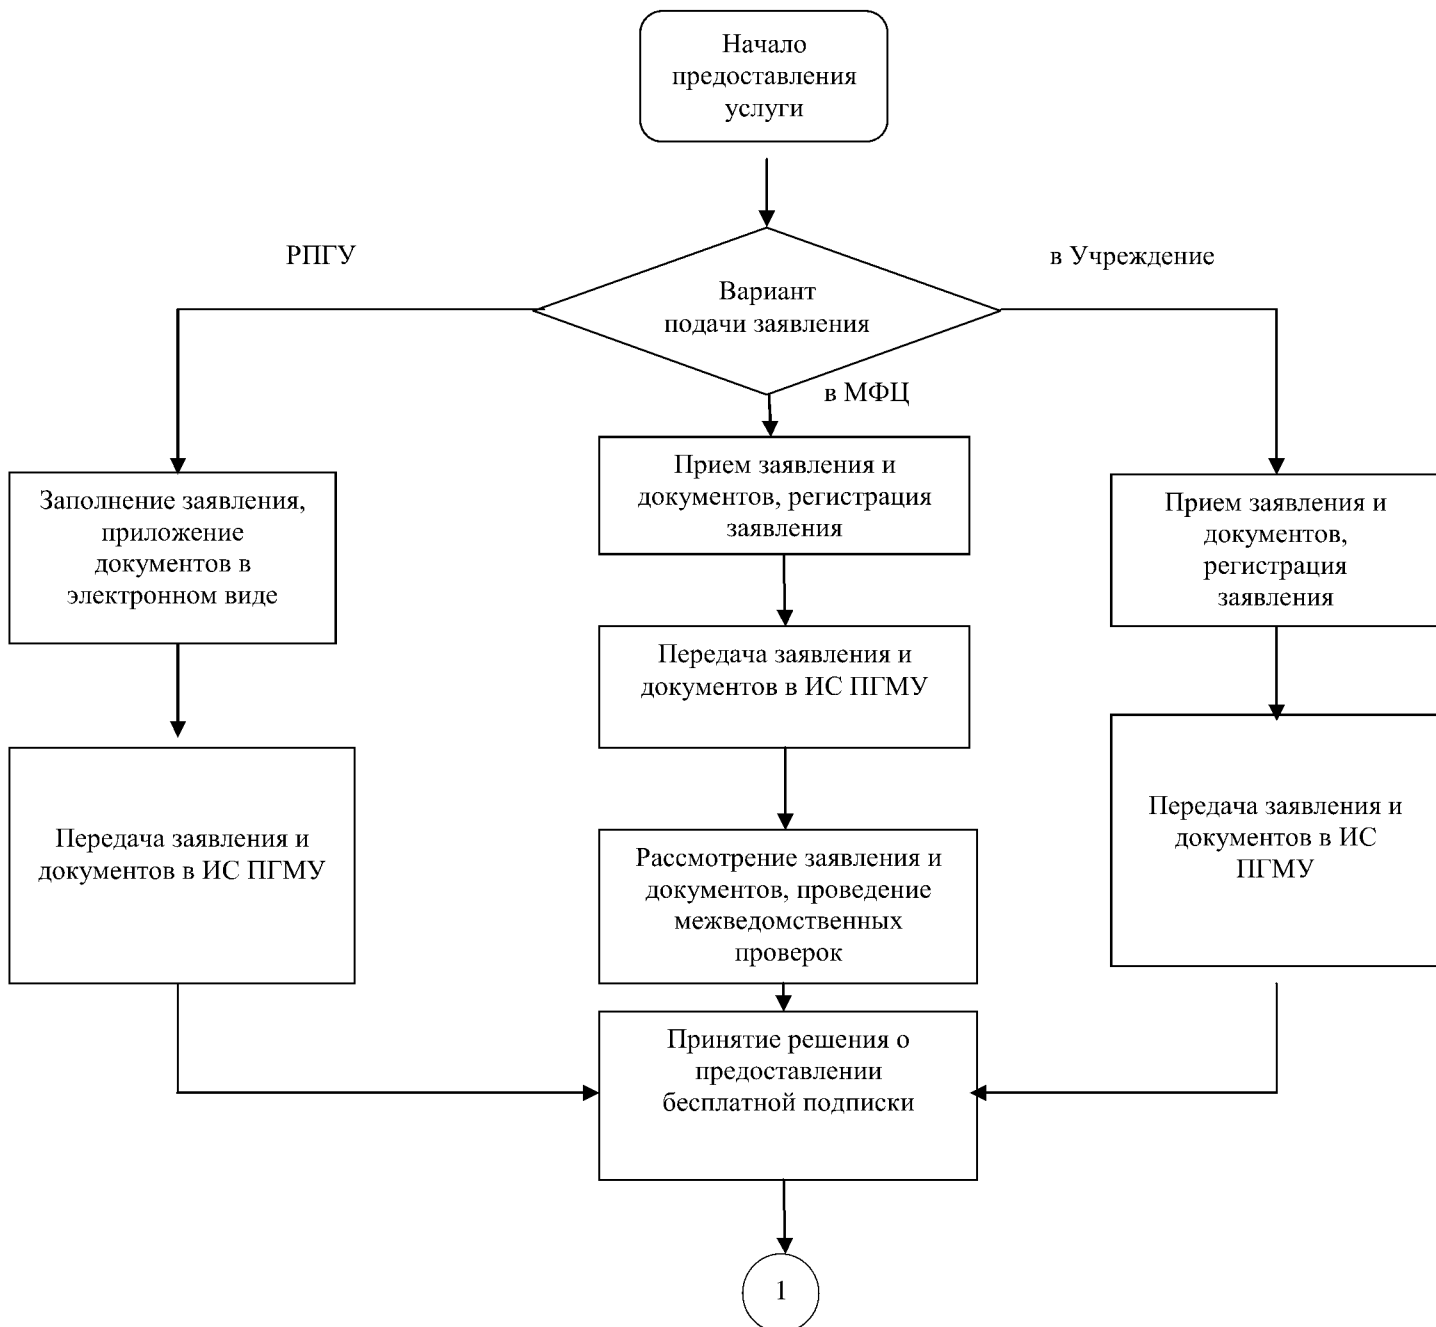 Начало
предоставления
услуги
РПГУ
в Учреждение
Вариант
подачи заявления
в МФЦ
Заполнение заявления,
приложение
документов в
электронном виде
Прием заявления и
документов, регистрация
заявления
Прием заявления и
документов,
регистрация
заявления
Передача заявления и
документов в ИС ПГМУ
Передача заявления и
документов в ИС ПГМУ
Передача заявления и
документов в ИС
ПГМУ
Рассмотрение заявления и
документов, проведение
межведомственных
проверок
Принятие решения о
предоставлении
бесплатной подписки
1